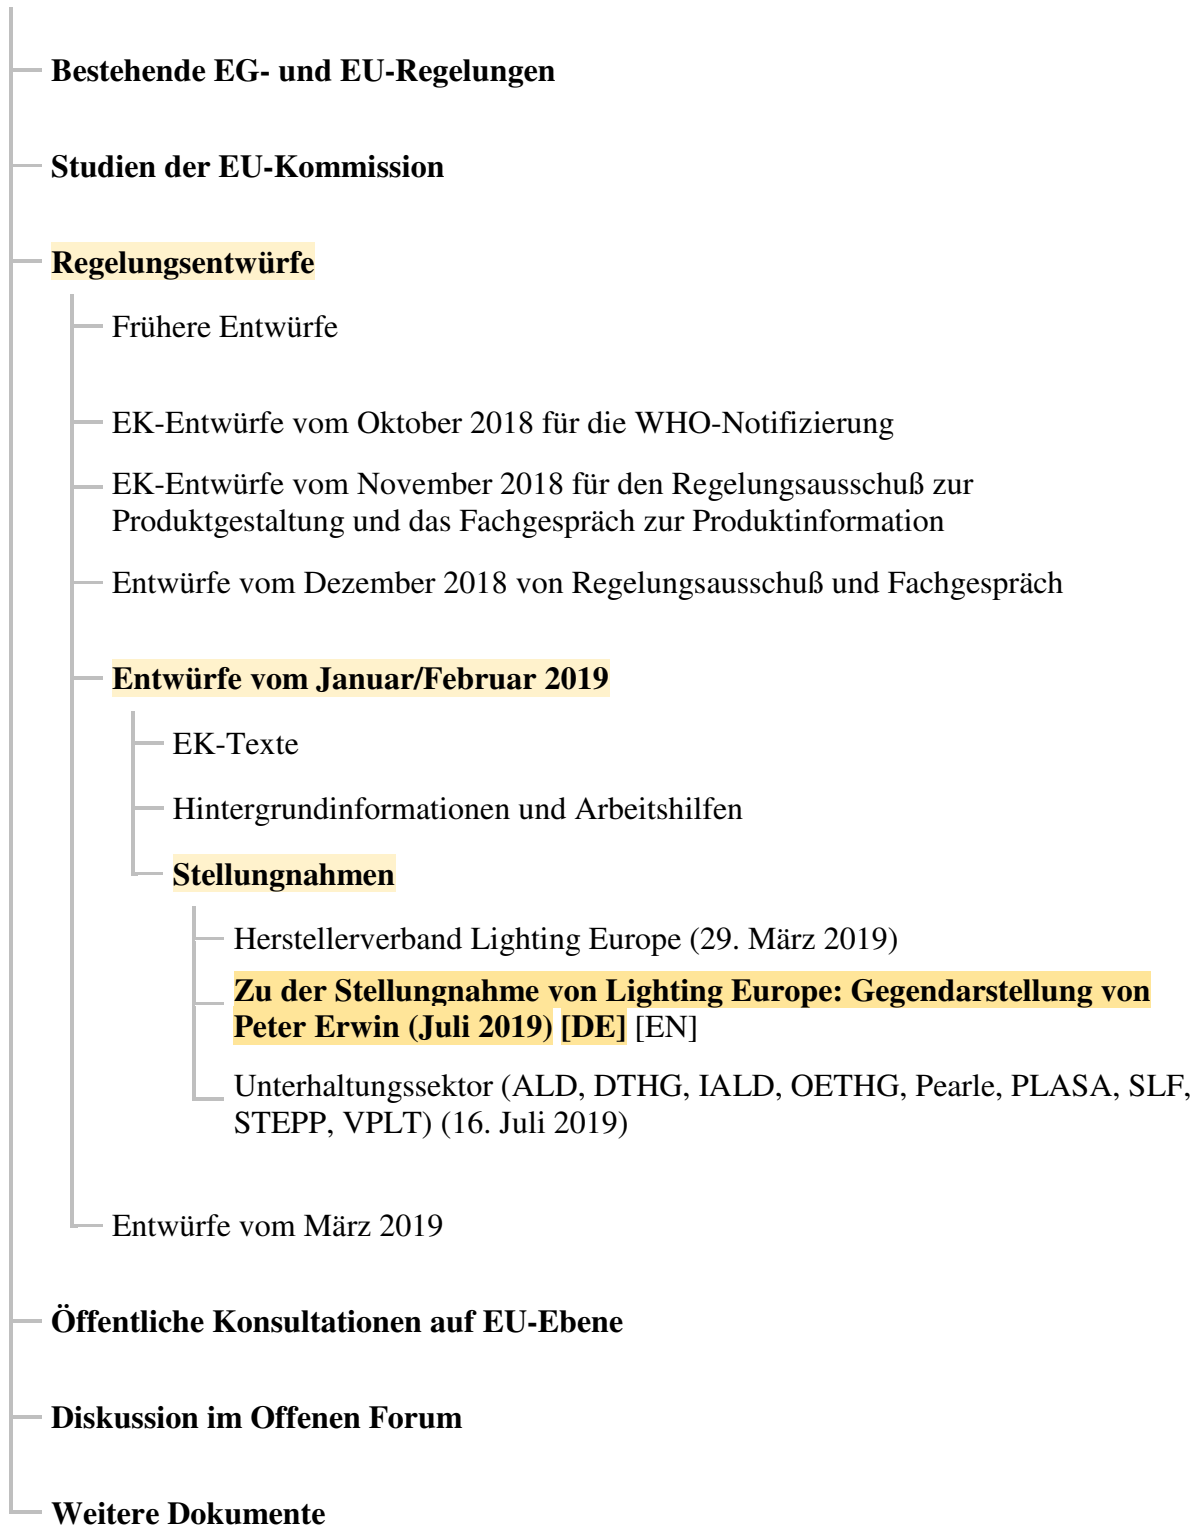 Bestehende EG- und EU-Regelungen
Studien der EU-Kommission
Regelungsentwürfe
Frühere Entwürfe
EK-Entwürfe vom Oktober 2018 für die WHO-Notifizierung
EK-Entwürfe vom November 2018 für den Regelungsausschuß zur
Produktgestaltung und das Fachgespräch zur Produktinformation
Entwürfe vom Dezember 2018 von Regelungsausschuß und Fachgespräch
Entwürfe vom Januar/Februar 2019
EK-Texte
Hintergrundinformationen und Arbeitshilfen
Stellungnahmen
Herstellerverband Lighting Europe (29. März 2019)
Zu der Stellungnahme von Lighting Europe: Gegendarstellung von
Peter Erwin (Juli 2019) [DE] [EN]
Unterhaltungssektor (ALD, DTHG, IALD, OETHG, Pearle, PLASA, SLF,
STEPP, VPLT) (16. Juli 2019)
Entwürfe vom März 2019
Öffentliche Konsultationen auf EU-Ebene
Diskussion im Offenen Forum
Weitere Dokumente